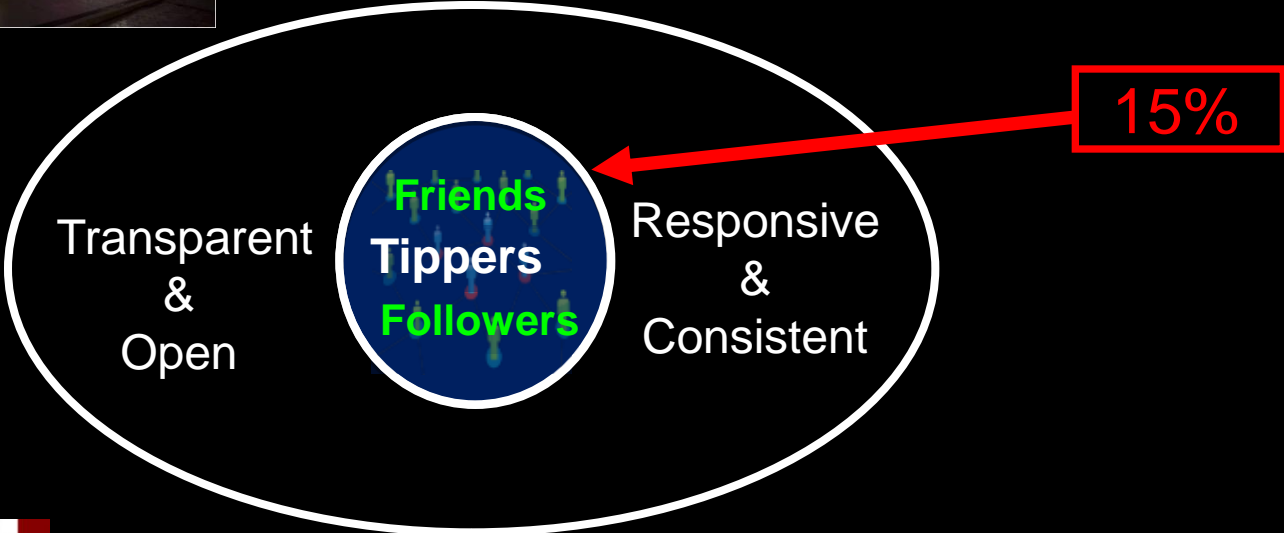 15%
Transparent
&
Open
Friends
Tippers
Followers
Responsive
&
Consistent